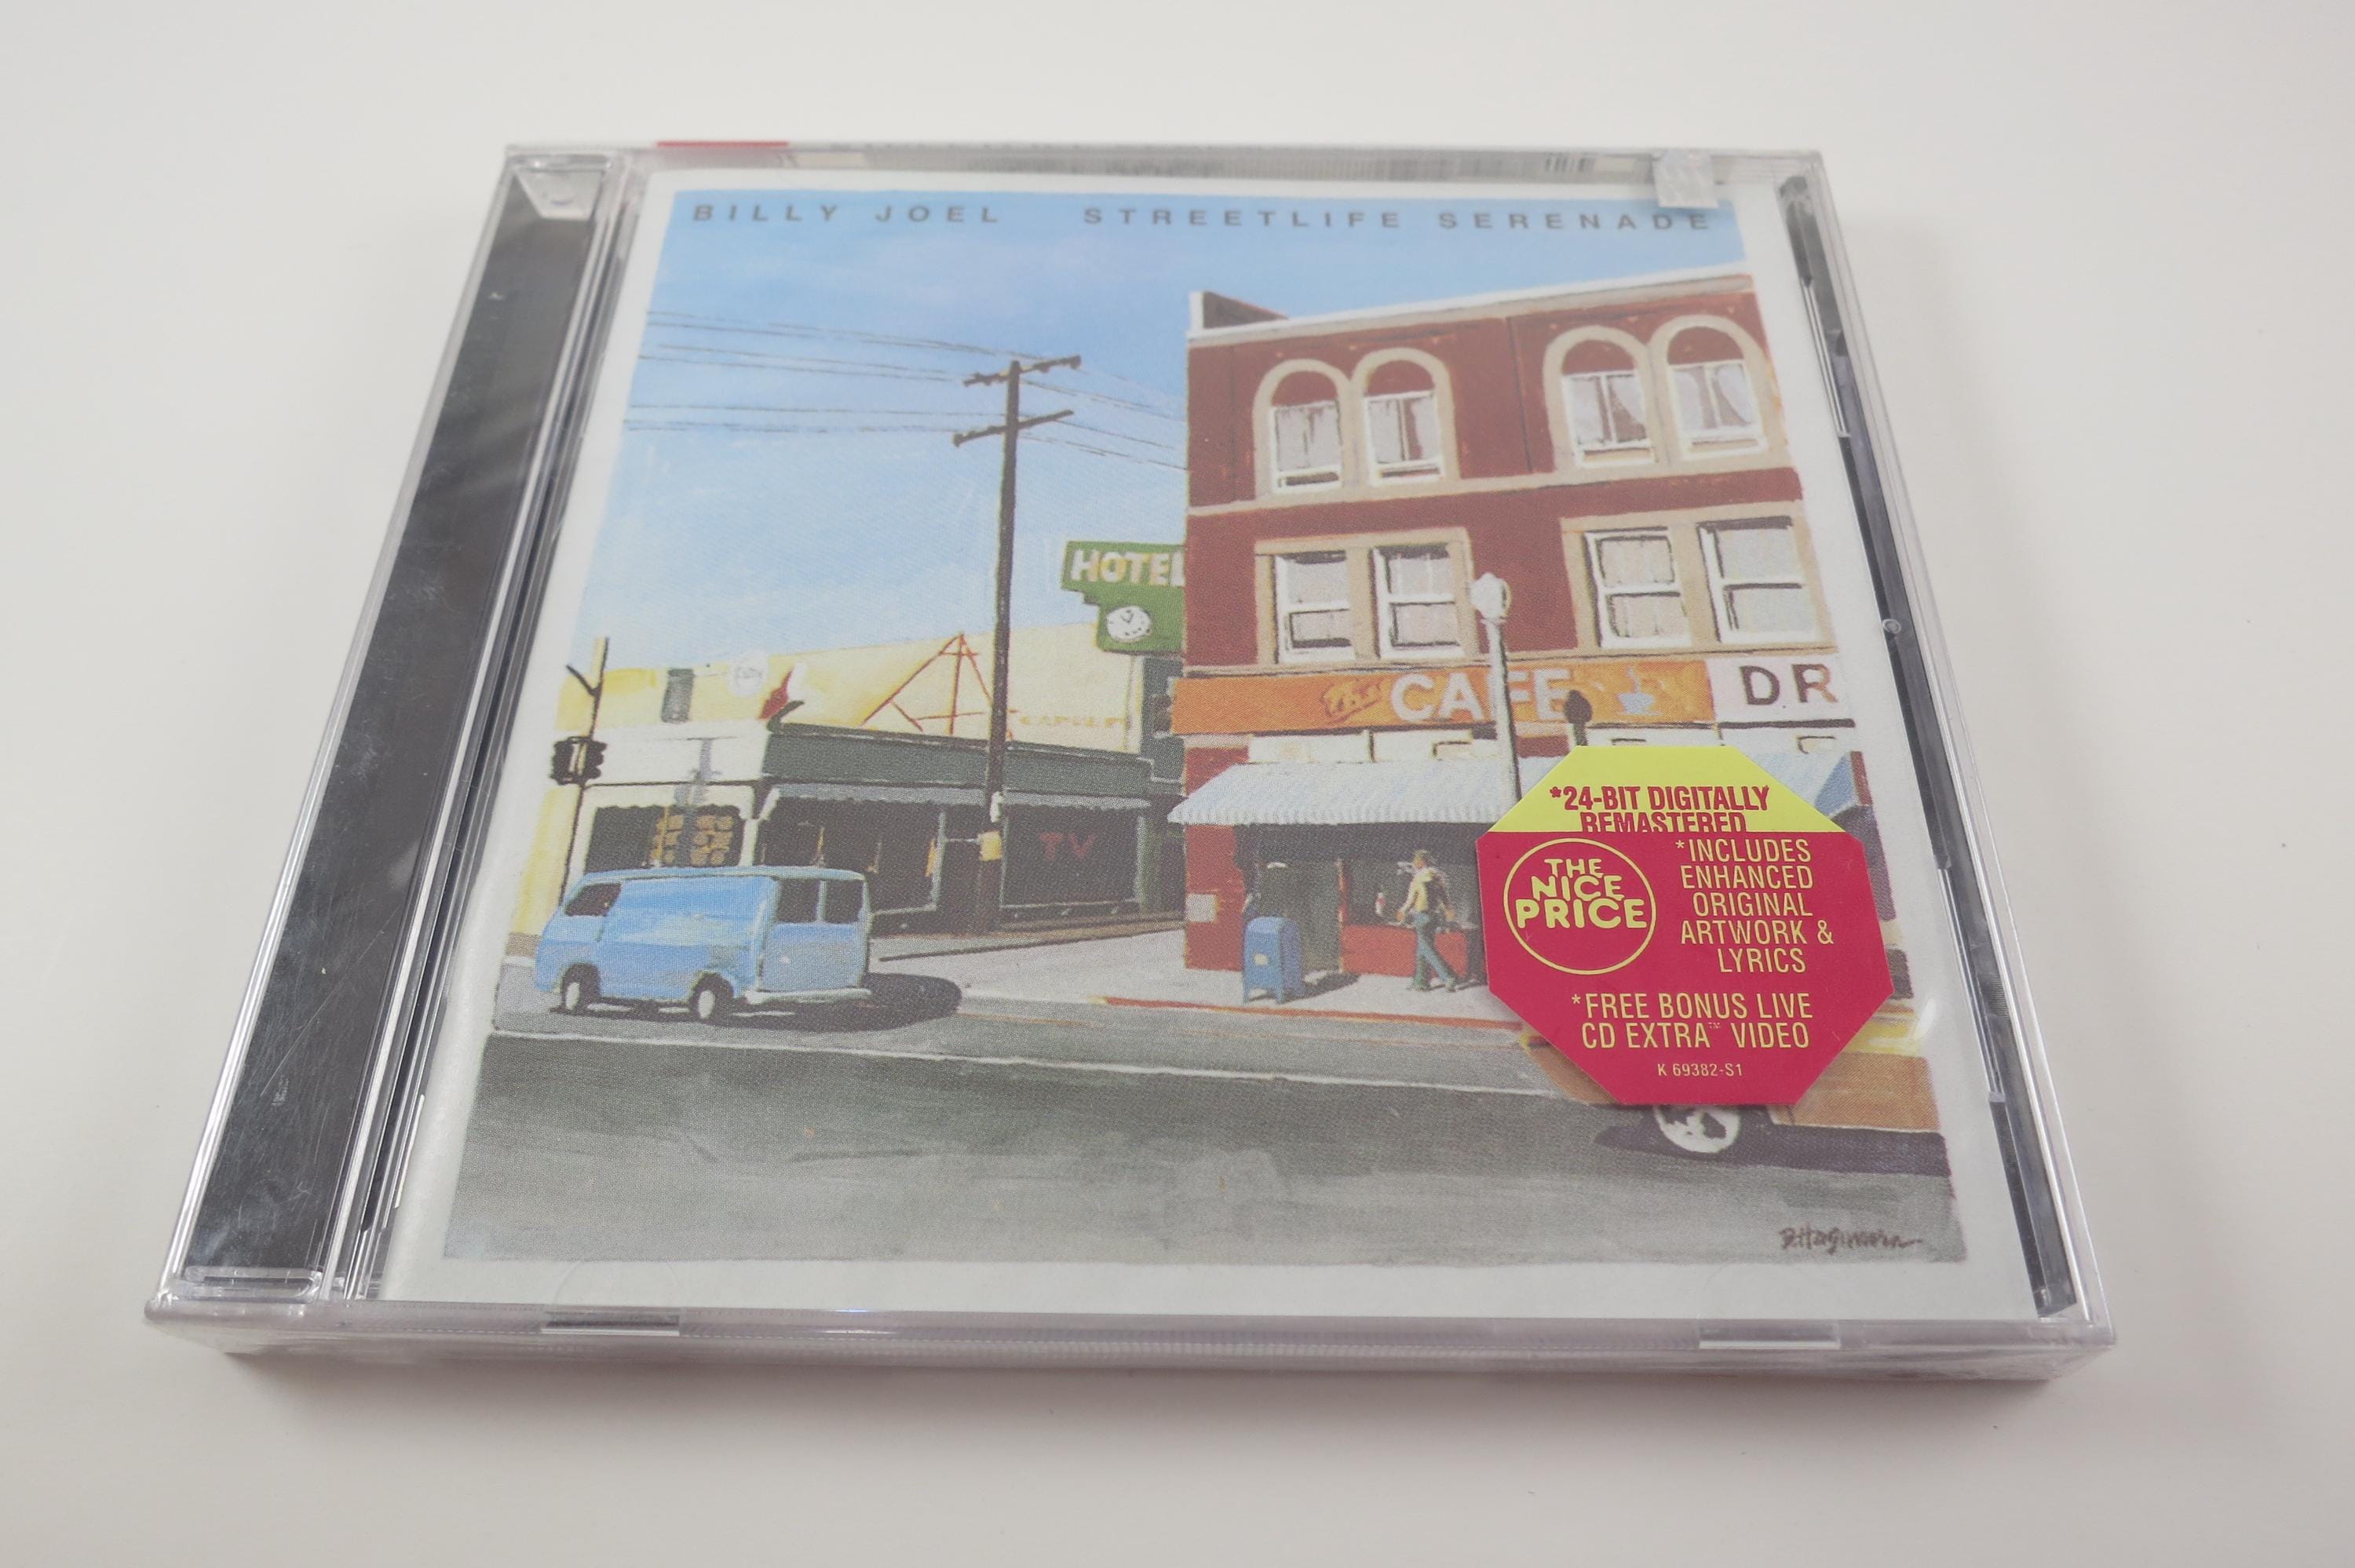 BILLY JOEL STREETLIFE SERENADE
HOTEL
The CAFE
DR
TV
*24-BIT DIGITALLY
REMASTERED
THE
NICE
PRICE
*INCLUDES
ENHANCED
ORIGINAL
ARTWORK &
LYRICS
*FREE BONUS LIVE
CD EXTRA™ VIDEO
K 69382-S1